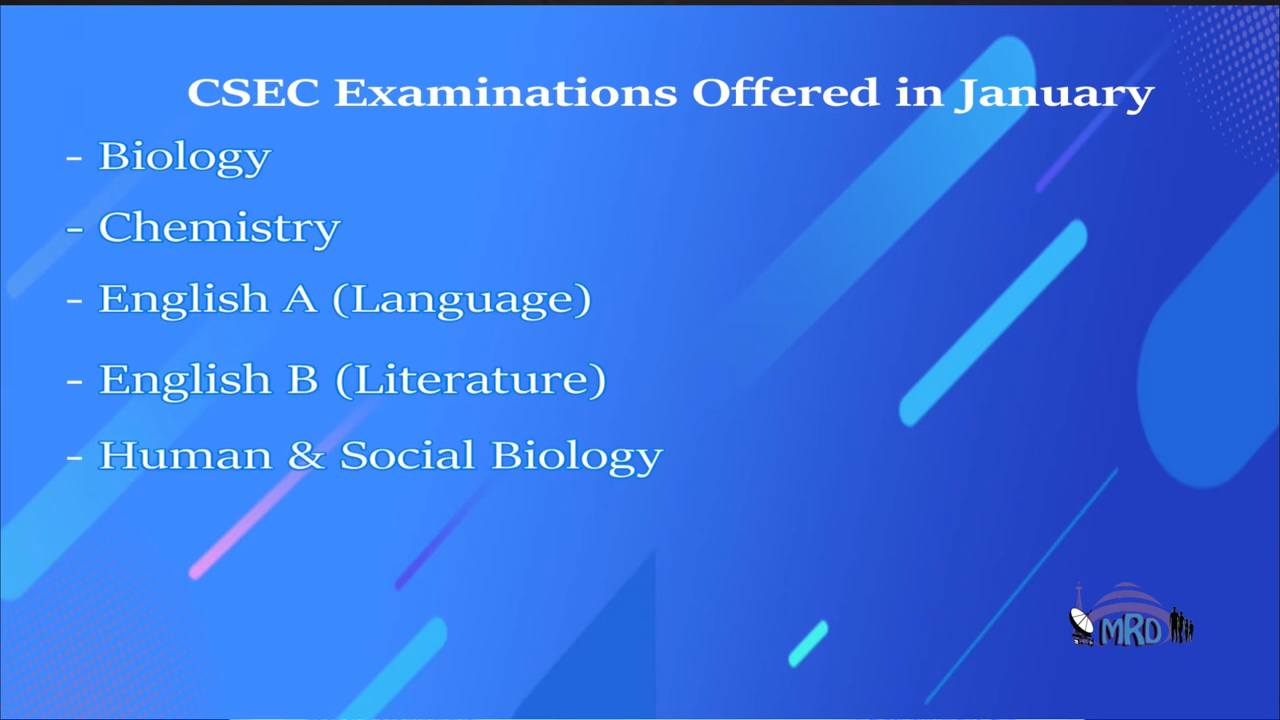 CSEC Examinations Offered in January
- Biology
- Chemistry
- English A (Language)
- English B (Literature)
- Human & Social Biology
MRD